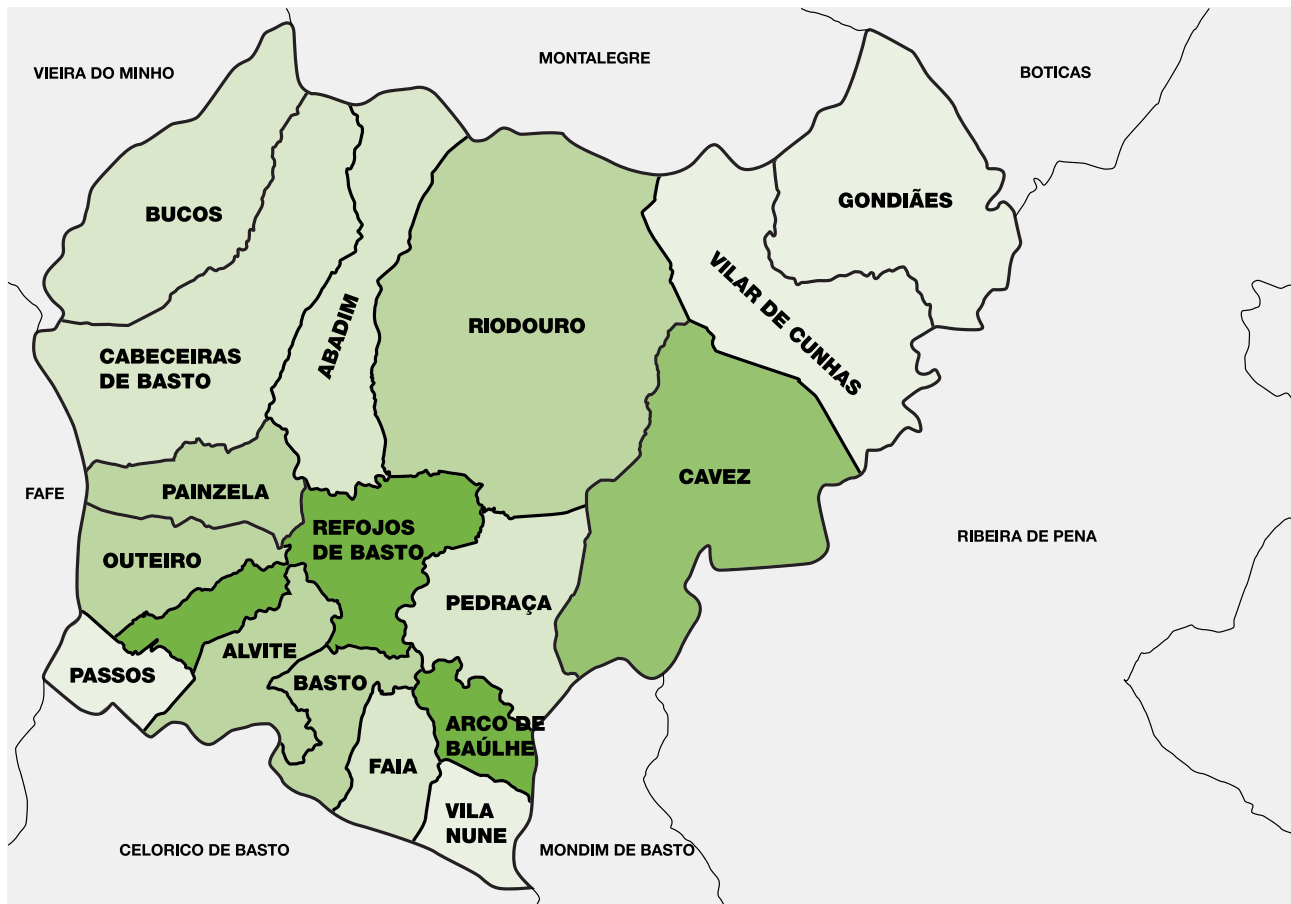 MONTALEGRE
VIEIRA DO MINHO
BOTICAS
GONDIÃES
BUCOS
VILAR DE CUNHAS
RIODOURO
ABADIM
CABECEIRAS
DE BASTO
CAVEZ
PAINZELA
FAFE
REFOJOS
DE BASTO
RIBEIRA DE PENA
OUTEIRO
PEDRAÇA
ALVITE
PASSOS
BASTO
ARCO DE
BAÚLHE
FAIA
VILA
NUNE
CELORICO DE BASTO
MONDIM DE BASTO